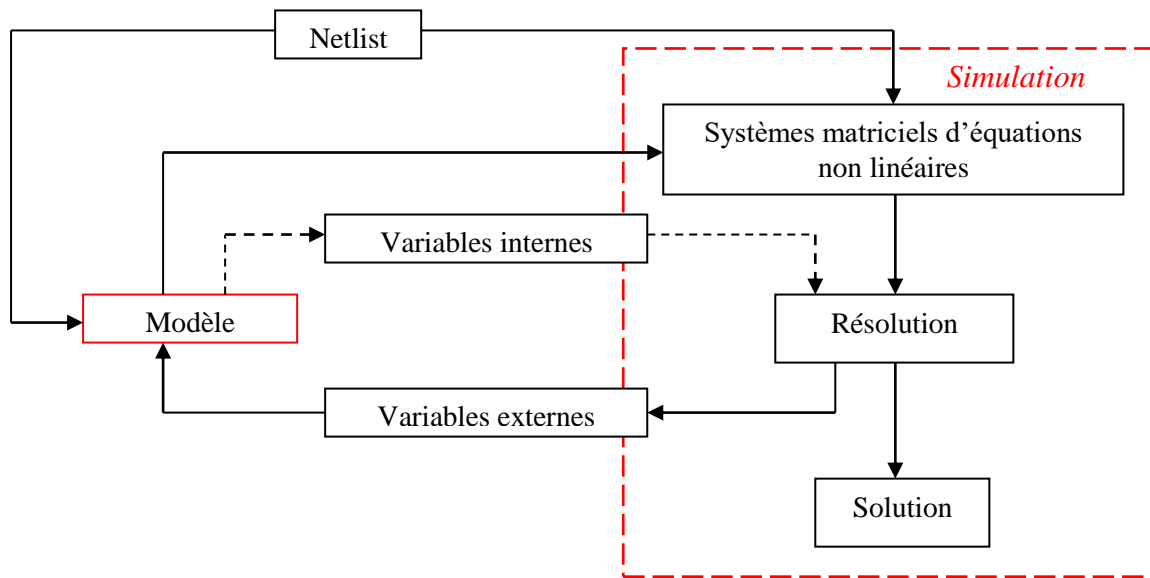 Netlist
Simulation
Systèmes matriciels d’équations
non linéaires
Variables internes
Modèle
Résolution
Variables externes
Solution